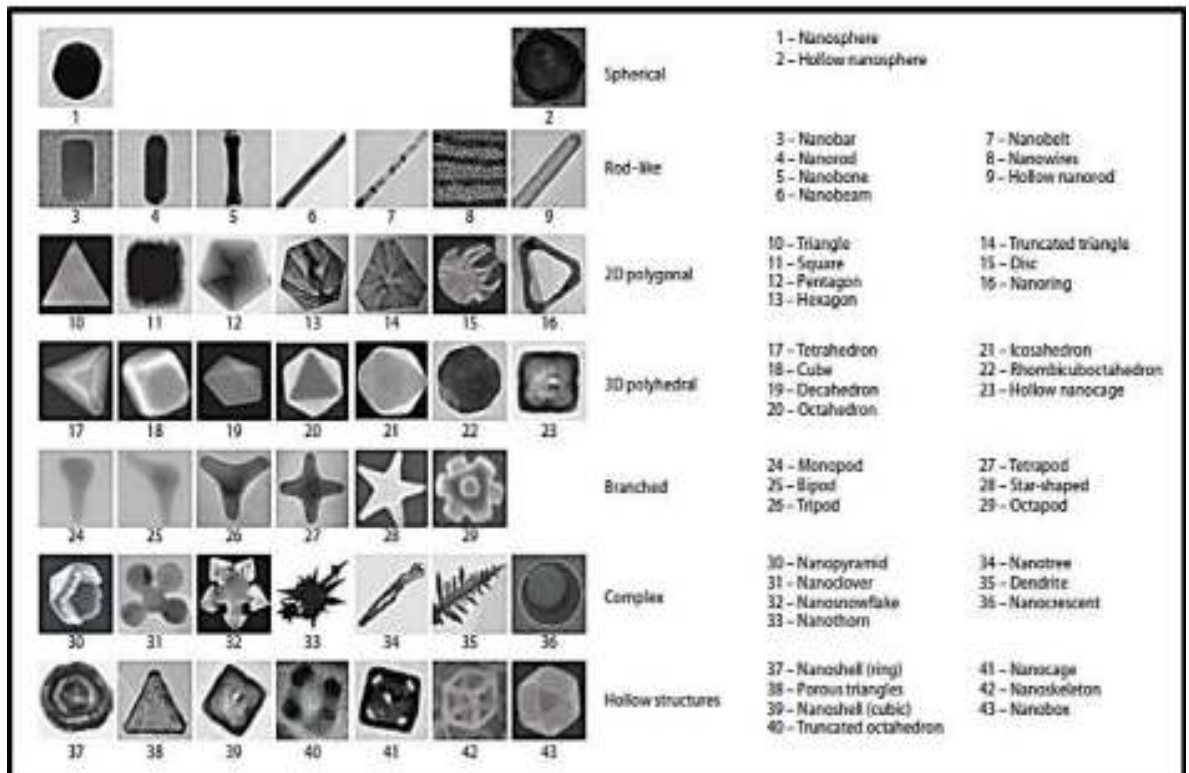 1 2
Spherical
1 – Nanosphere
2 – Hollow nanosphere
3 4 5 6 7 8 9
Rod-like
3 – Nanobar
4 – Nanorod
5 – Nanobone
6 – Nanobeam
7 – Nanobelt
8 – Nanowires
9 – Hollow nanorod
10 11 12 13 14 15 16
2D polygonal
10 – Triangle
11 – Square
12 – Pentagon
13 – Hexagon
14 – Truncated triangle
15 – Disc
16 – Nanoring
17 18 19 20 21 22 23
3D polyhedral
17 – Tetrahedron
18 – Cube
19 – Decahedron
20 – Octahedron
21 – Icosahedron
22 – Rhombicuboctahedron
23 – Hollow nanocage
24 25 26 27 28 29
Branched
24 – Monopod
25 – Bipod
26 – Tripod
27 – Tetrapod
28 – Star-shaped
29 – Octapod
30 31 32 33 34 35 36
Complex
30 – Nanopyramid
31 – Nanoclover
32 – Nanosnowflake
33 – Nanothorn
34 – Nanotree
35 – Dendrite
36 – Nanocrescent
37 38 39 40 41 42 43
Hollow structures
37 – Nanoshell (ring)
38 – Porous triangles
39 – Nanoshell (cubic)
40 – Truncated octahedron
41 – Nanocage
42 – Nanoskeleton
43 – Nanobox